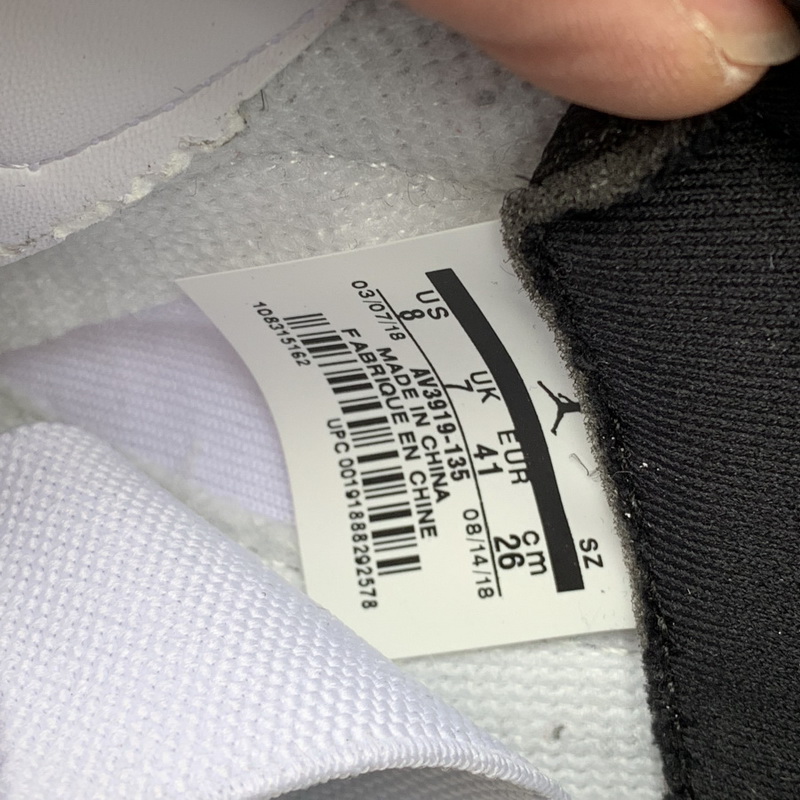 SZ
US UK EUR cm
8 7 41 26
03/07/18 AV3919-135 08/14/18
MADE IN CHINA
FABRIQUE EN CHINE
108315162 UPC 00191888292578